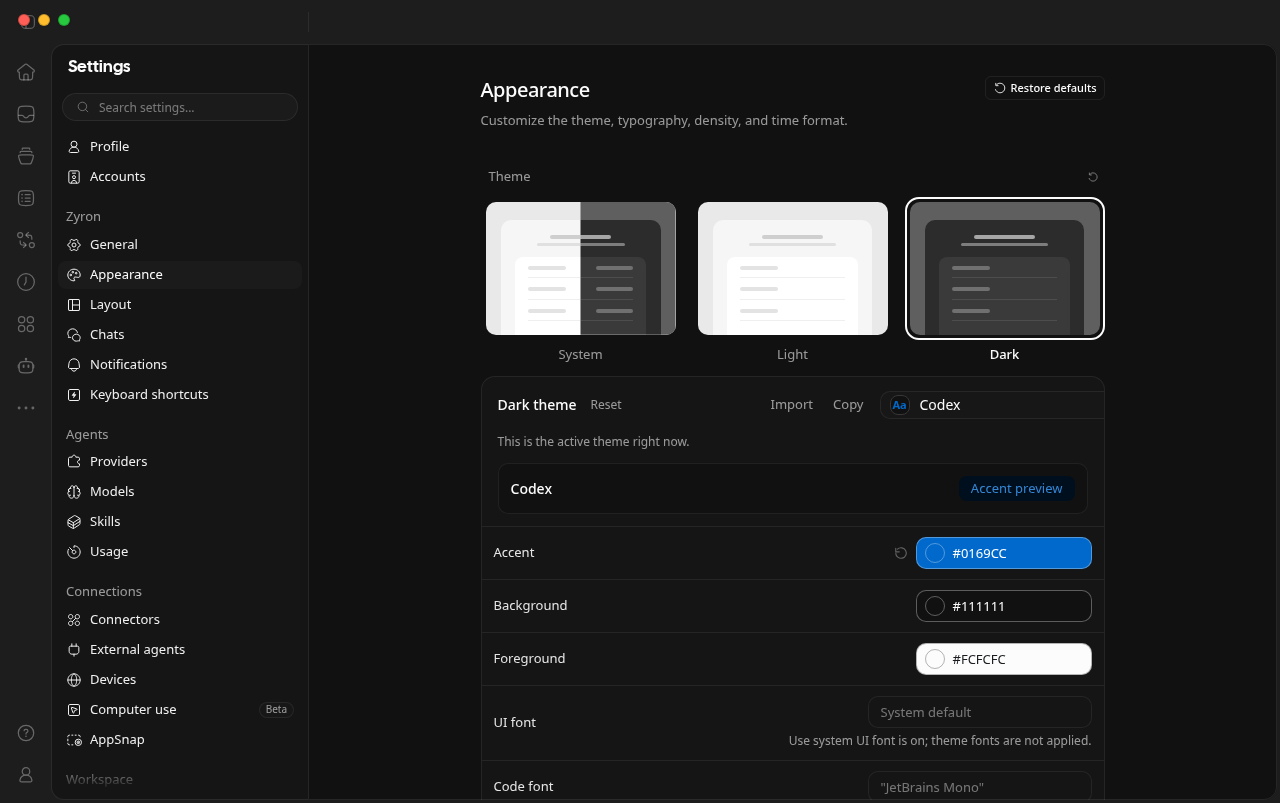 Settings
Search settings...
Profile
Accounts
Zyron
General
Appearance
Layout
Chats
Notifications
Keyboard shortcuts
Agents
Providers
Models
Skills
Usage
Connections
Connectors
External agents
Devices
Computer use Beta
AppSnap
Workspace
Appearance
Restore defaults
Customize the theme, typography, density, and time format.
Theme
System Light Dark
Dark theme Reset Import Copy Aa Codex
This is the active theme right now.
Codex Accent preview
Accent #0169CC
Background #111111
Foreground #FCFCFC
UI font System default
Use system UI font is on; theme fonts are not applied.
Code font "JetBrains Mono"